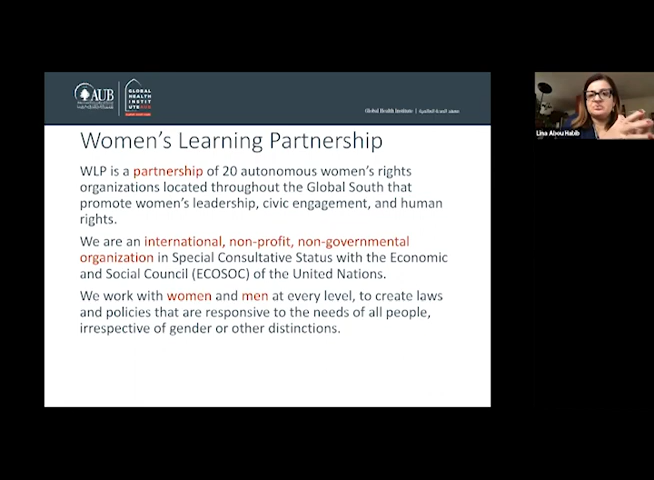 AUB
GLOBAL
HEALTH
INSTIT
UTE
Global Health Institute
Women's Learning Partnership
WLP is a partnership of 20 autonomous women's rights
organizations located throughout the Global South that
promote women's leadership, civic engagement, and human
rights.
We are an international, non-profit, non-governmental
organization in Special Consultative Status with the Economic
and Social Council (ECOSOC) of the United Nations.
We work with women and men at every level, to create laws
and policies that are responsive to the needs of all people,
irrespective of gender or other distinctions.
Lina Abou Habib